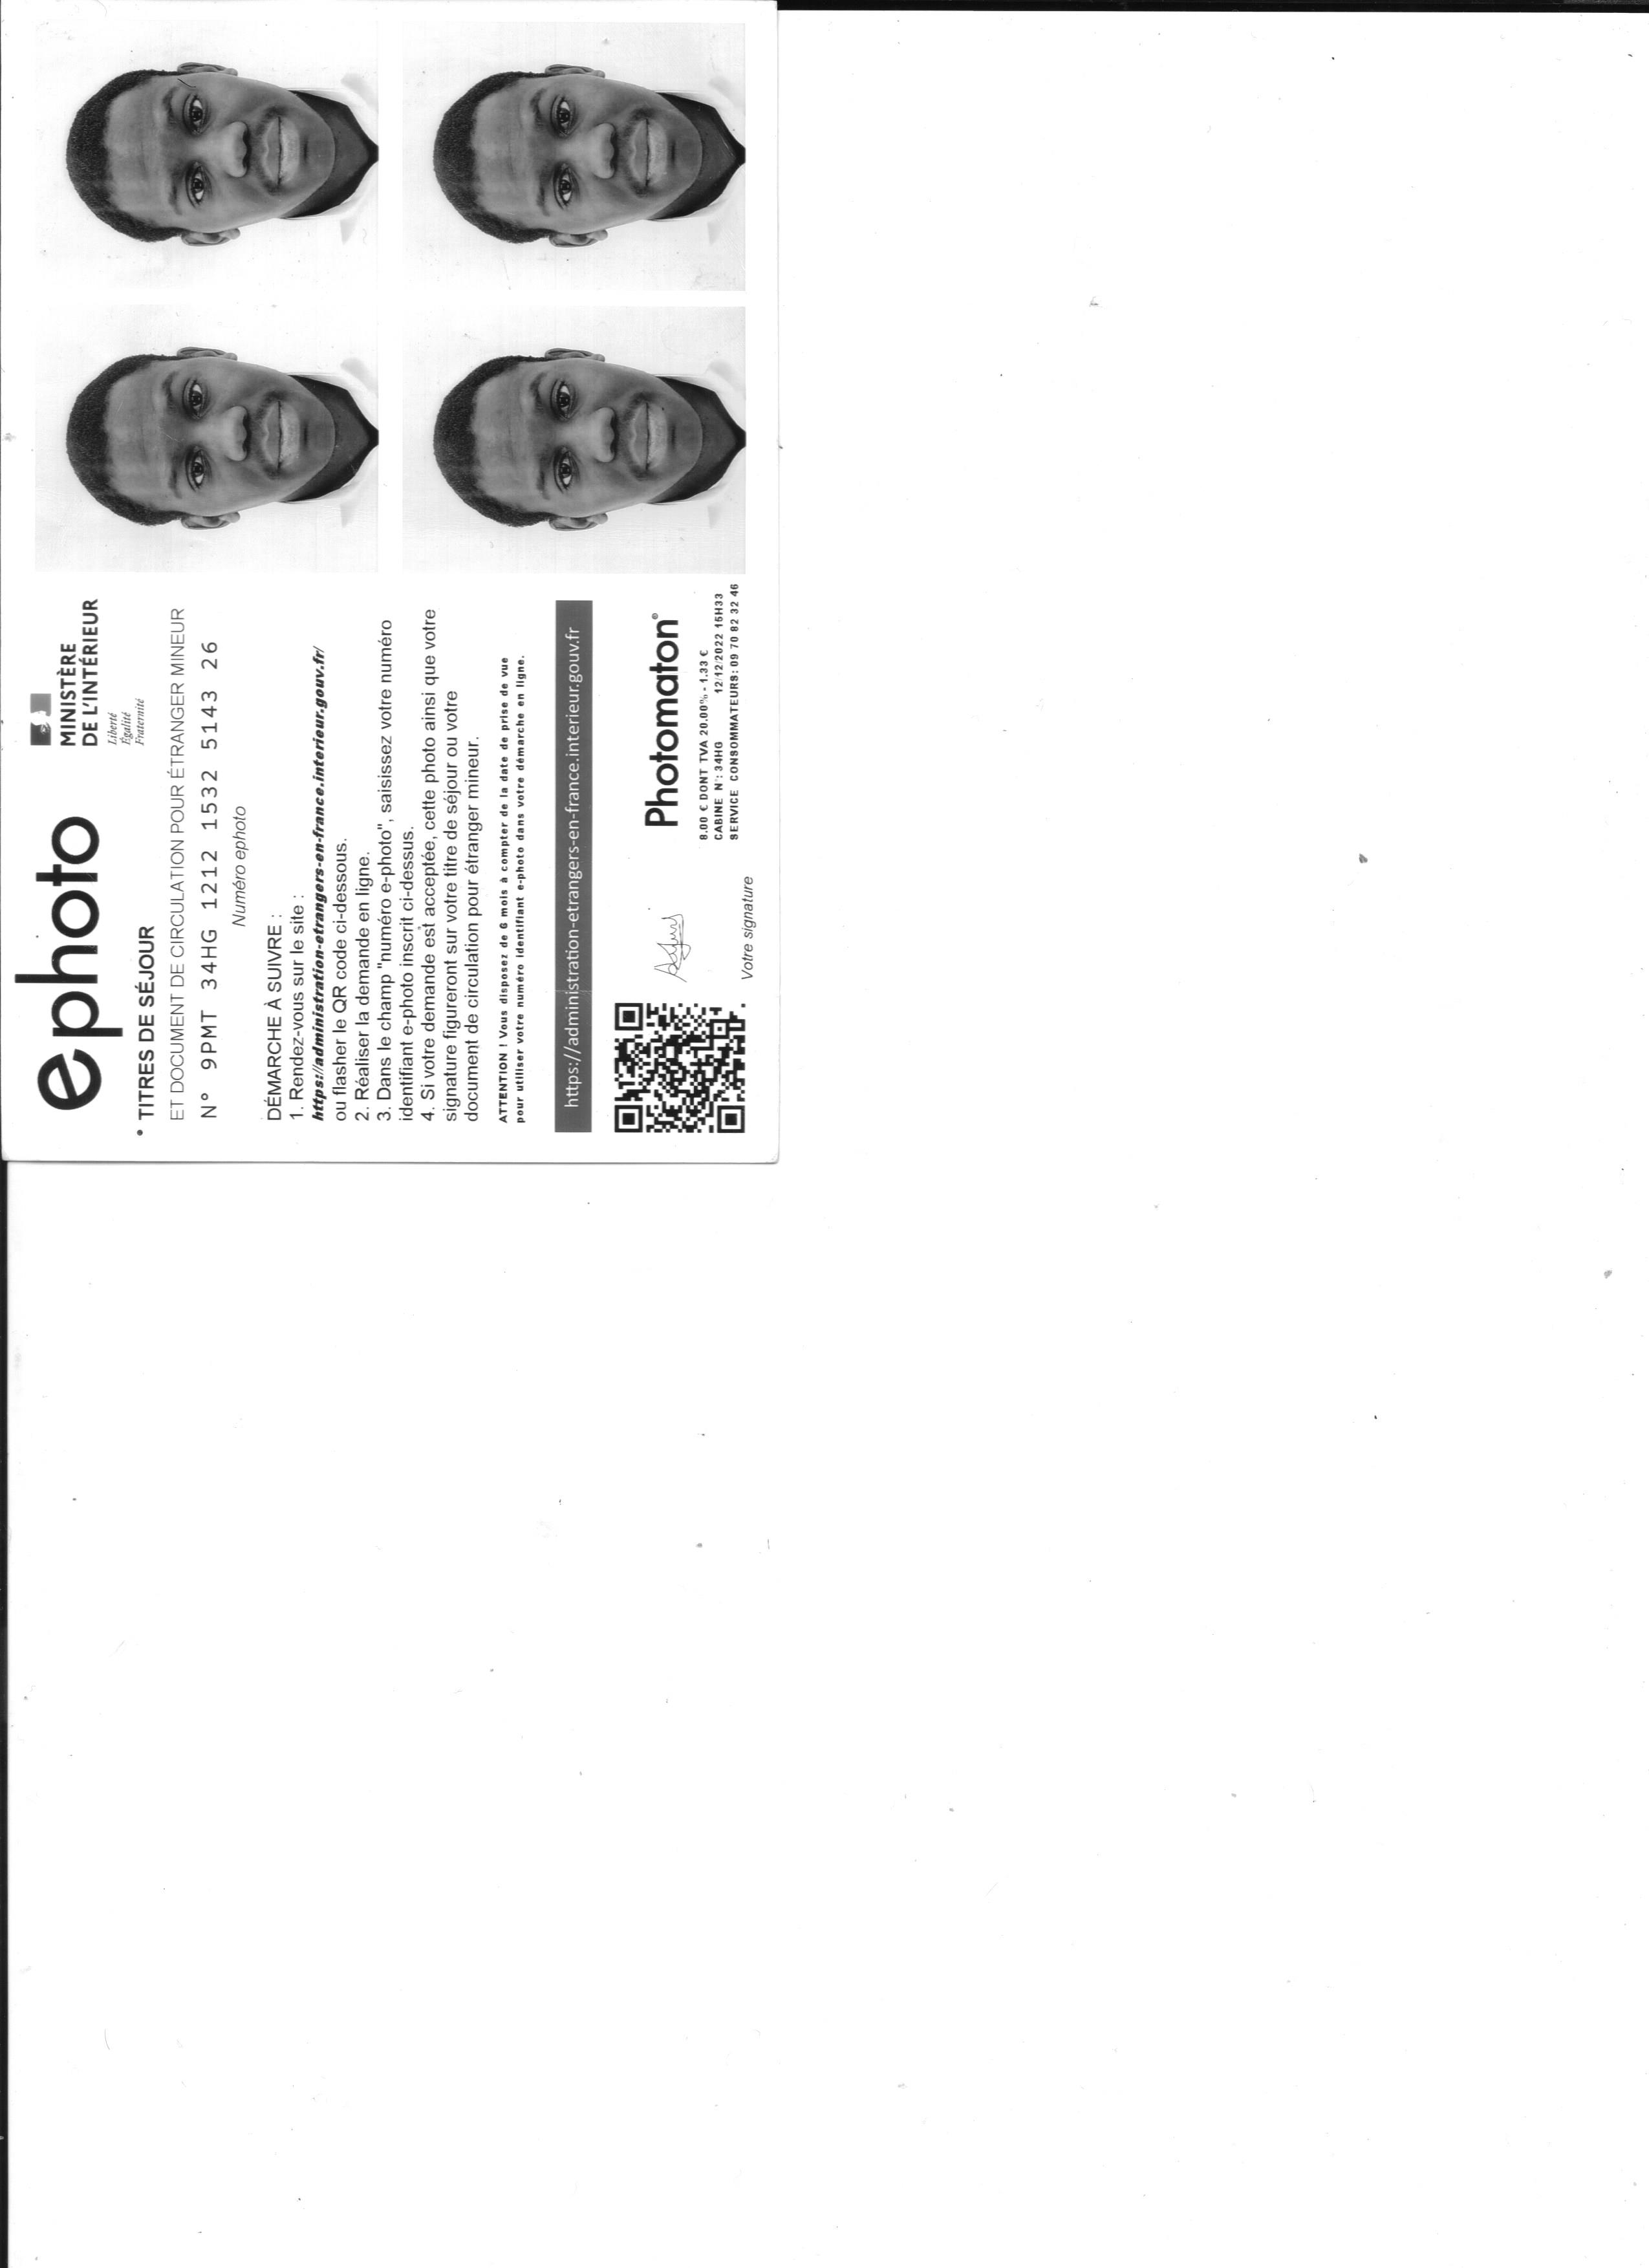 ephoto
MINISTÈRE
DE L'INTÉRIEUR
Liberté
Égalité
Fraternité
• TITRES DE SÉJOUR
ET DOCUMENT DE CIRCULATION POUR ÉTRANGER MINEUR
N° 9PMT 34HG 1212 1532 5143 26
Numéro ephoto
DÉMARCHE À SUIVRE :
1. Rendez-vous sur le site :
https://administration-etrangers-en-france.interieur.gouv.fr/
ou flasher le QR code ci-dessous.
2. Réaliser la demande en ligne.
3. Dans le champ "numéro e-photo", saisissez votre numéro
identifiant e-photo inscrit ci-dessus.
4. Si votre demande est acceptée, cette photo ainsi que votre
signature figureront sur votre titre de séjour ou votre
document de circulation pour étranger mineur.
ATTENTION ! Vous disposez de 6 mois à compter de la date de prise de vue
pour utiliser votre numéro identifiant e-photo dans votre démarche en ligne.
https://administration-etrangers-en-france.interieur.gouv.fr
Photomaton®
8.00 € DONT TVA 20.00% - 1.33 €
CABINE N°: 34HG 12/12/2022 15H33
SERVICE CONSOMMATEURS: 09 70 82 32 46
Votre signature